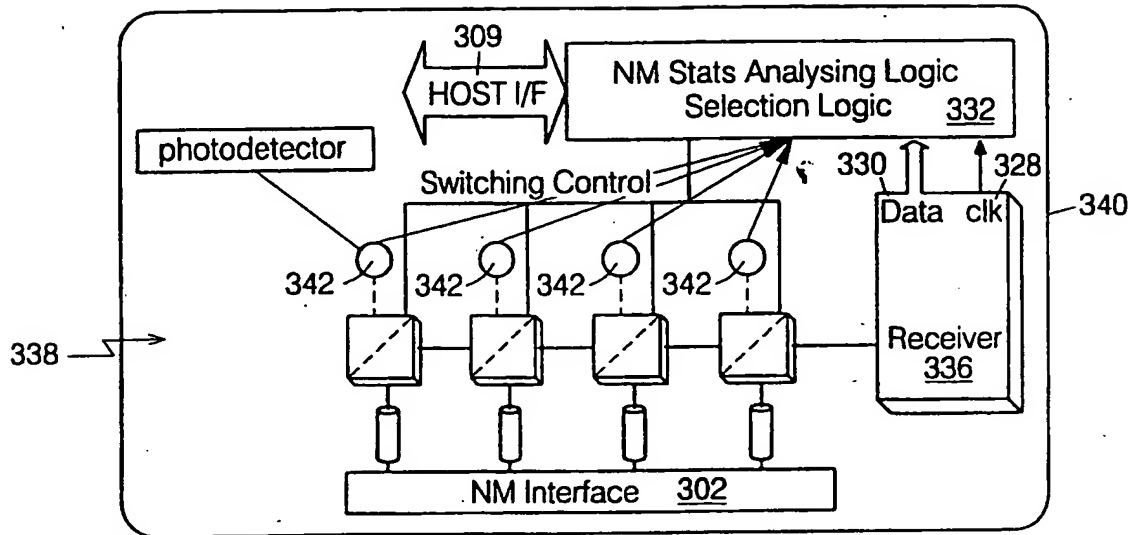 309
HOST I/F
NM Stats Analysing Logic
Selection Logic
332
photodetector
Switching Control
330
328
Data clk
340
342 342 342 342
338
Receiver
336
NM Interface 302